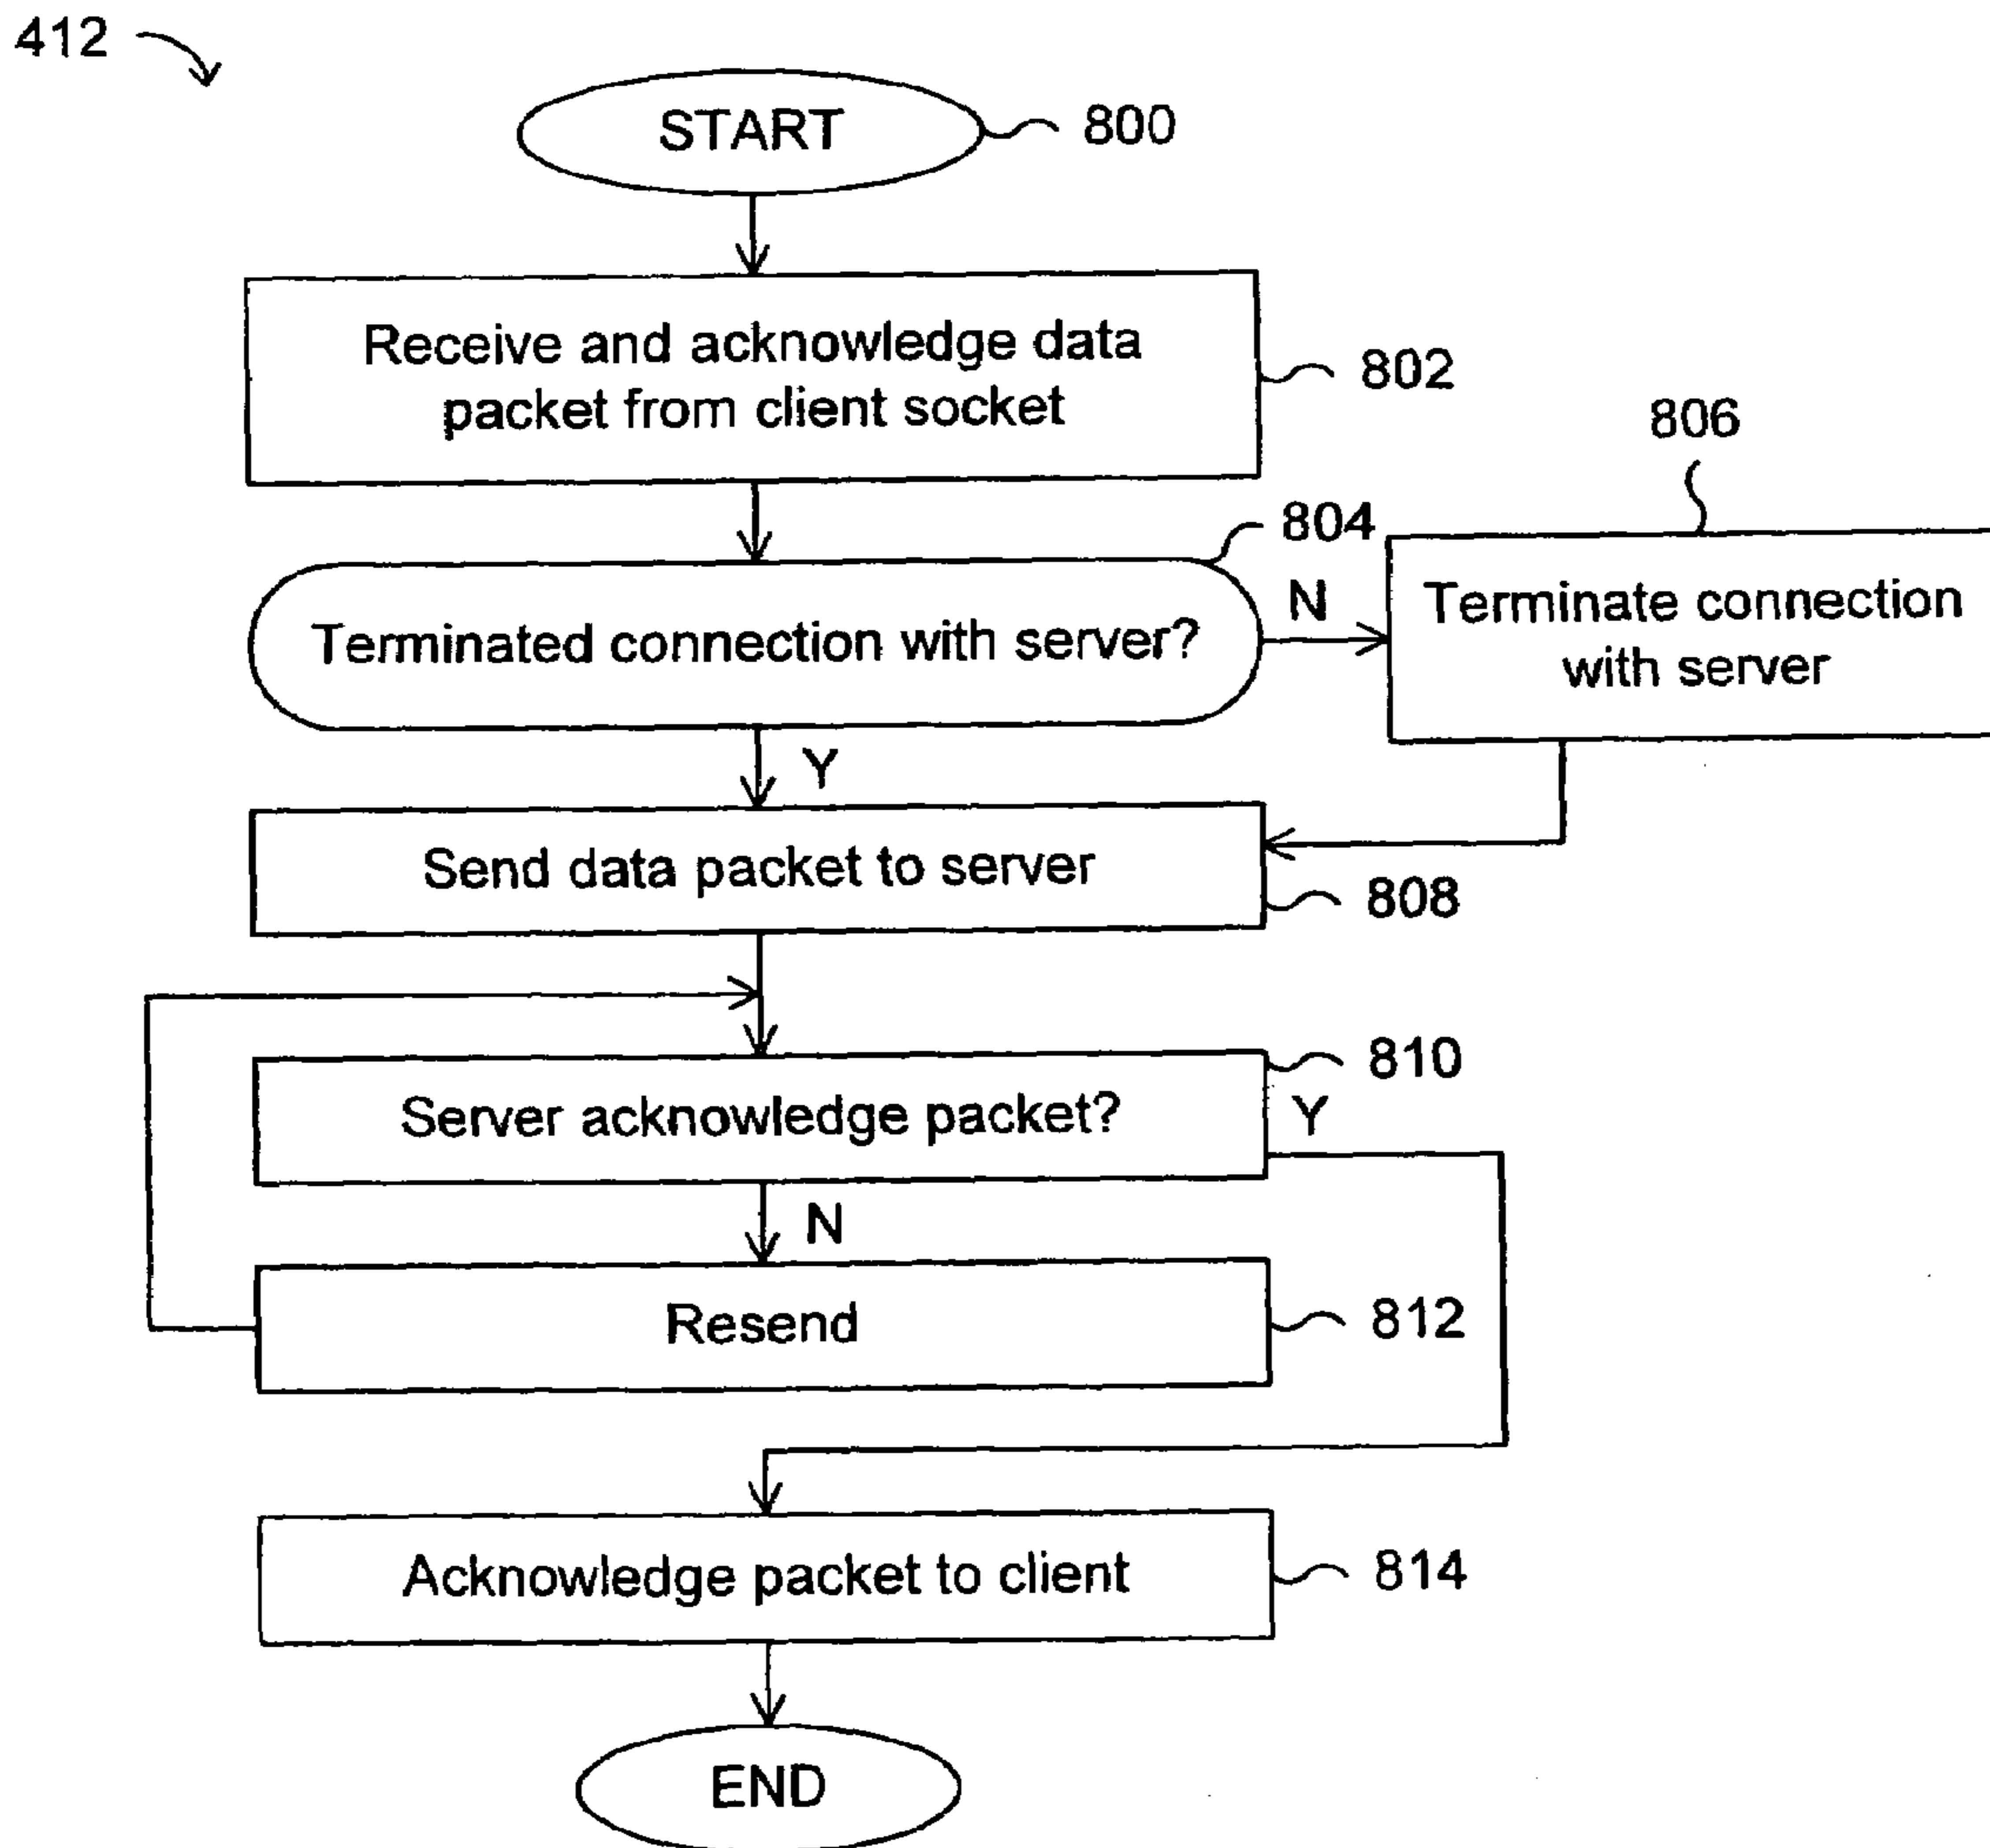 412
START
800
Receive and acknowledge data
packet from client socket
802
806
804
Terminated connection with server?
N
Terminate connection
with server
Y
Send data packet to server
808
810
Server acknowledge packet?
Y
N
Resend
812
Acknowledge packet to client
814
END